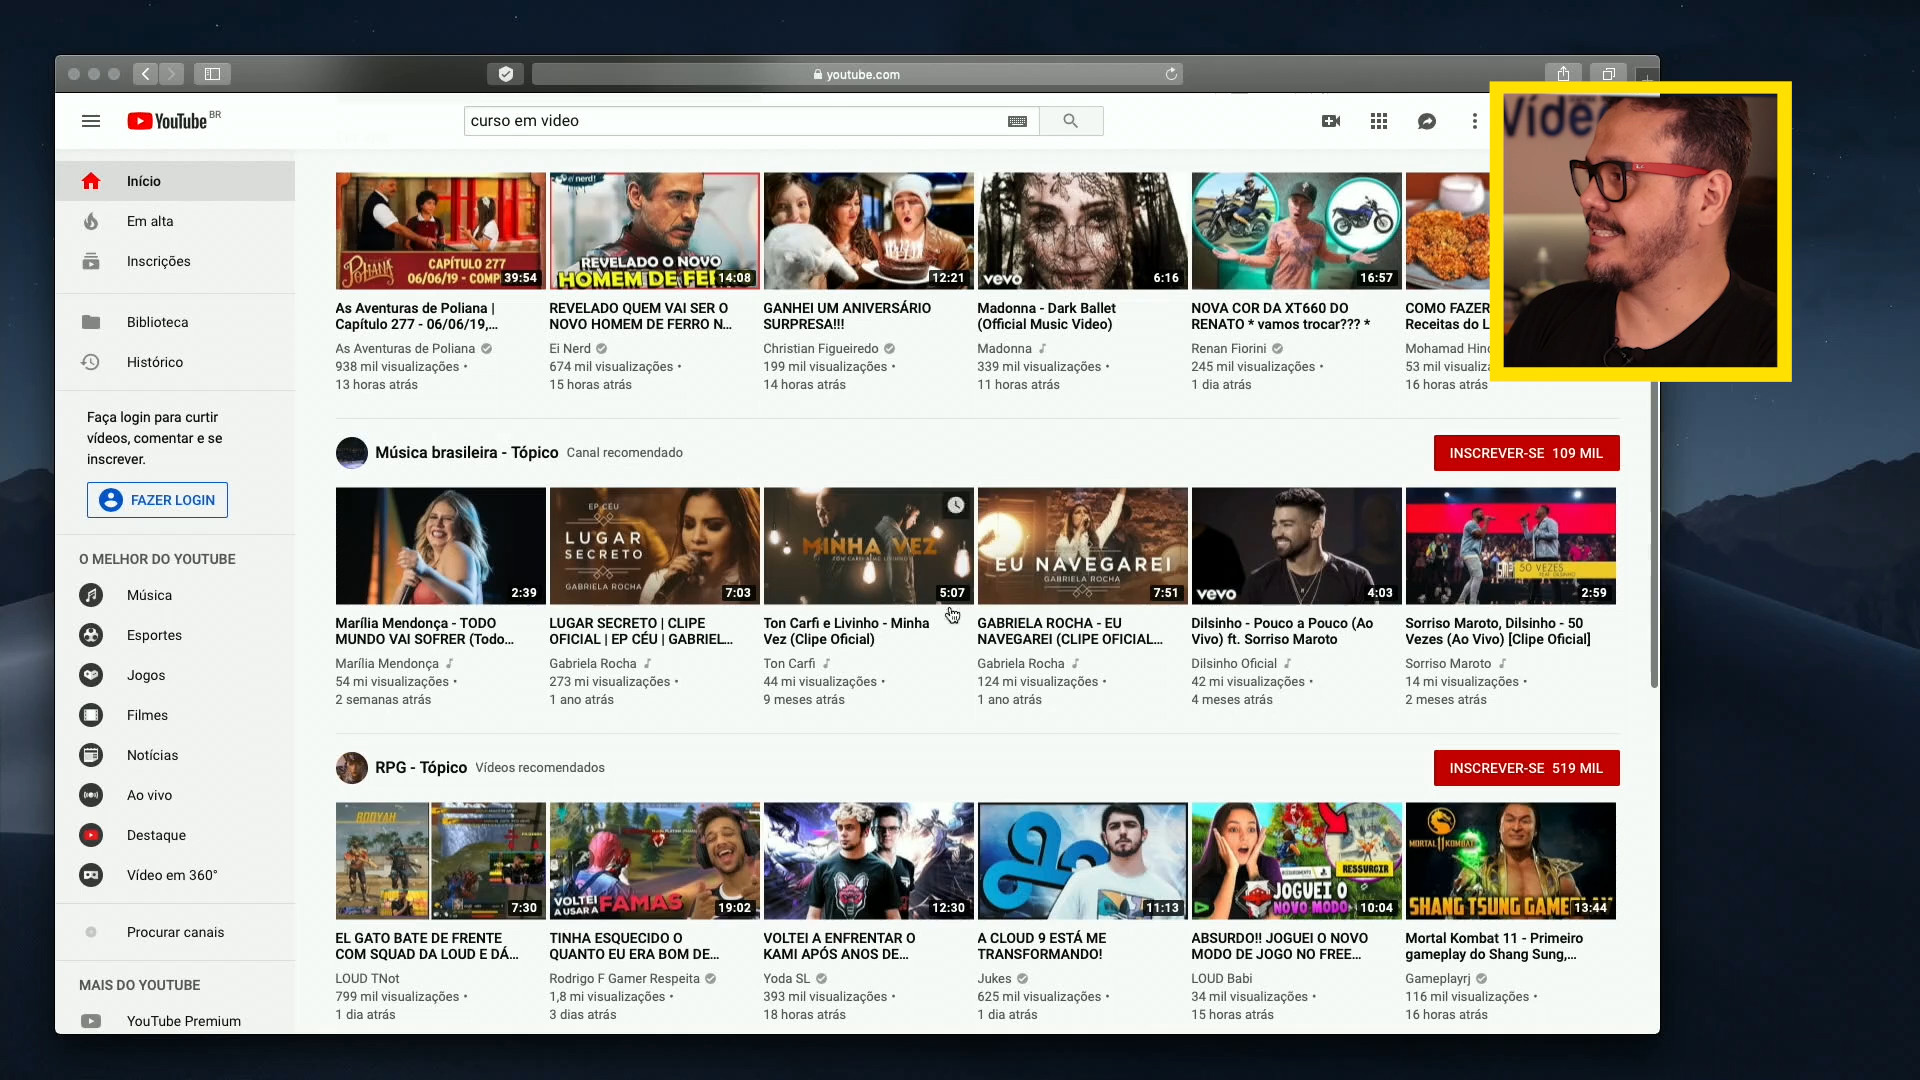 youtube.com
YouTube BR
curso em video
Vídeo
Início
Em alta
Inscrições
Biblioteca
Histórico
Faça login para curtir
vídeos, comentar e se
inscrever.
FAZER LOGIN
O MELHOR DO YOUTUBE
Música
Esportes
Jogos
Filmes
Notícias
Ao vivo
Destaque
Vídeo em 360°
Procurar canais
MAIS DO YOUTUBE
YouTube Premium
POLIANA
CAPÍTULO 277
06/06/19 - COMP
39:54
As Aventuras de Poliana |
Capítulo 277 - 06/06/19,...
As Aventuras de Poliana
938 mil visualizações •
13 horas atrás
ei nerd!
REVELADO O NOVO
HOMEM DE FE
14:08
REVELADO QUEM VAI SER O
NOVO HOMEM DE FERRO N...
Ei Nerd
674 mil visualizações •
15 horas atrás
12:21
GANHEI UM ANIVERSÁRIO
SURPRESA!!!
Christian Figueiredo
199 mil visualizações •
14 horas atrás
vevo
6:16
Madonna - Dark Ballet
(Official Music Video)
Madonna
339 mil visualizações •
11 horas atrás
16:57
NOVA COR DA XT660 DO
RENATO * vamos trocar??? *
Renan Fiorini
245 mil visualizações •
1 dia atrás
COMO FAZER
Receitas do L
Mohamad Hind
53 mil visualiza
16 horas atrás
Música brasileira - Tópico Canal recomendado
INSCREVER-SE 109 MIL
2:39
Marília Mendonça - TODO
MUNDO VAI SOFRER (Todo...
Marília Mendonça
54 mi visualizações •
2 semanas atrás
EP CÉU
LUGAR
SECRETO
GABRIELA ROCHA
7:03
LUGAR SECRETO | CLIPE
OFICIAL | EP CÉU | GABRIEL...
Gabriela Rocha
273 mi visualizações •
1 ano atrás
MINHA VEZ
5:07
Ton Carfi e Livinho - Minha
Vez (Clipe Oficial)
Ton Carfi
44 mi visualizações •
9 meses atrás
EU NAVEGAREI
GABRIELA ROCHA
7:51
GABRIELA ROCHA - EU
NAVEGAREI (CLIPE OFICIAL...
Gabriela Rocha
124 mi visualizações •
1 ano atrás
vevo
4:03
Dilsinho - Pouco a Pouco (Ao
Vivo) ft. Sorriso Maroto
Dilsinho Oficial
42 mi visualizações •
4 meses atrás
50 VEZES
2:59
Sorriso Maroto, Dilsinho - 50
Vezes (Ao Vivo) [Clipe Oficial]
Sorriso Maroto
14 mi visualizações •
2 meses atrás
RPG - Tópico Vídeos recomendados
INSCREVER-SE 519 MIL
BOOYAH
7:30
EL GATO BATE DE FRENTE
COM SQUAD DA LOUD E DÁ...
LOUD TNot
799 mil visualizações •
1 dia atrás
VOLTEI
A USAR A FAMAS
19:02
TINHA ESQUECIDO O
QUANTO EU ERA BOM DE...
Rodrigo F Gamer Respeita
1,8 mi visualizações •
3 dias atrás
12:30
VOLTEI A ENFRENTAR O
KAMI APÓS ANOS DE...
Yoda SL
393 mil visualizações •
18 horas atrás
11:13
A CLOUD 9 ESTÁ ME
TRANSFORMANDO!
Jukes
625 mil visualizações •
1 dia atrás
RESSURGIR
JOGUEI O
NOVO MODO
10:04
ABSURDO!! JOGUEI O NOVO
MODO DE JOGO NO FREE...
LOUD Babi
34 mil visualizações •
15 horas atrás
MORTAL KOMBAT 11
SHANG TSUNG GAMEPLAY
13:44
Mortal Kombat 11 - Primeiro
gameplay do Shang Sung,...
Gameplayrj
116 mil visualizações •
16 horas atrás